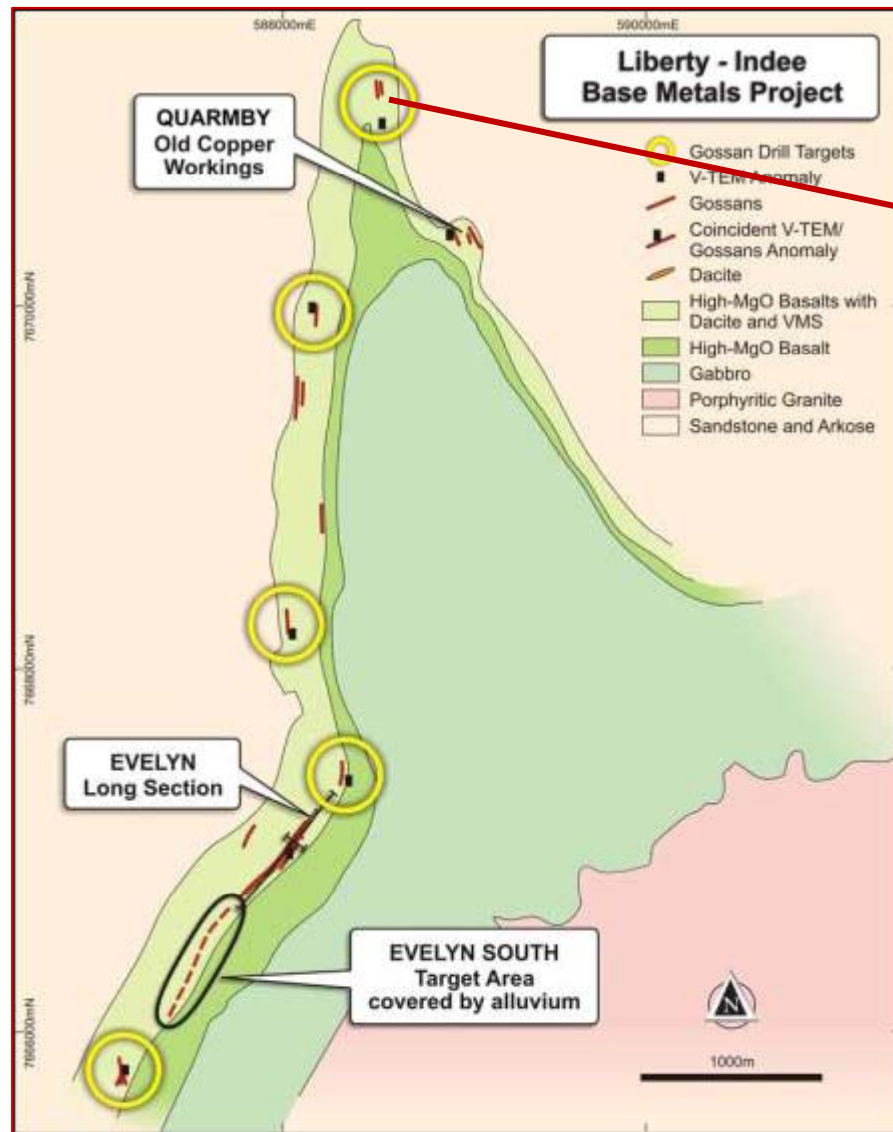 588000mE
590000mE
Liberty - Indee
Base Metals Project
QUARMBY
Old Copper
Workings
Gossan Drill Targets
V-TEM Anomaly
Gossans
Coincident V-TEM/
Gossans Anomaly
Dacite
High-MgO Basalts with
Dacite and VMS
High-MgO Basalt
Gabbro
Porphyritic Granite
Sandstone and Arkose
7670000mN
7668000mN
EVELYN
Long Section
EVELYN SOUTH
Target Area
covered by alluvium
N
7666000mN
1000m